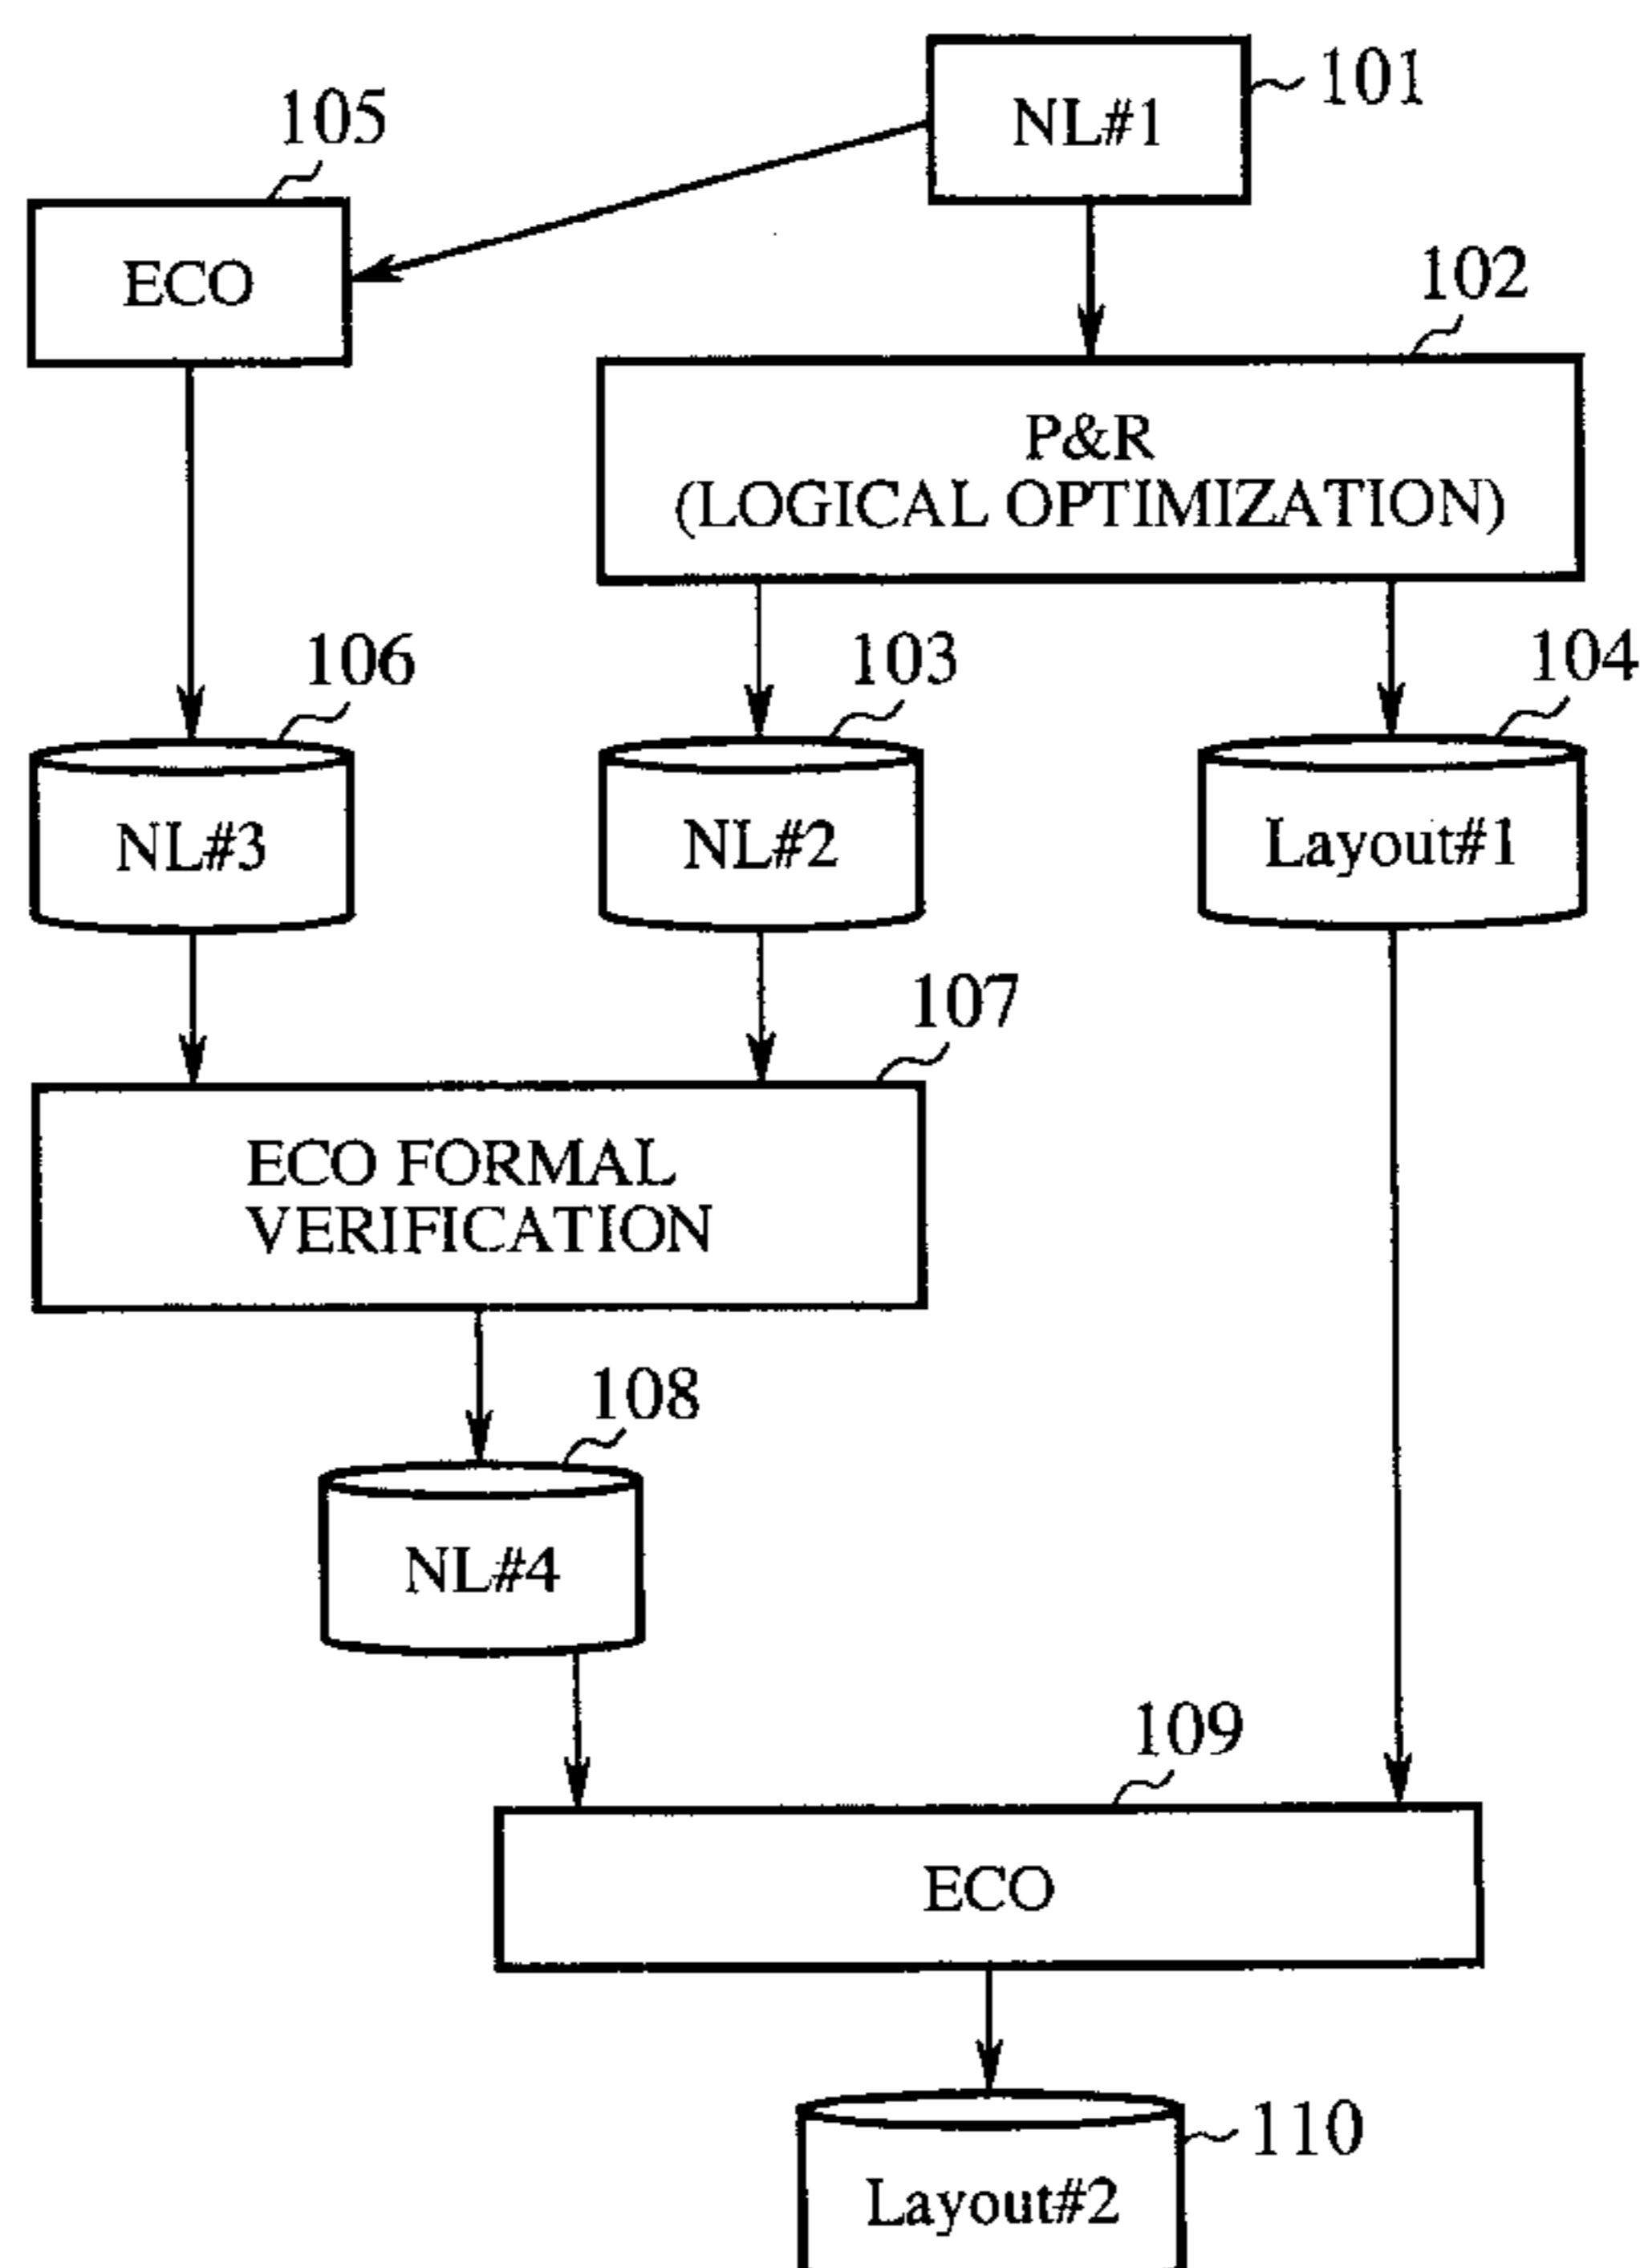 101
NL#1
105
ECO
102
P&R
(LOGICAL OPTIMIZATION)
106
103
104
NL#3
NL#2
Layout#1
107
ECO FORMAL
VERIFICATION
108
NL#4
109
ECO
110
Layout#2